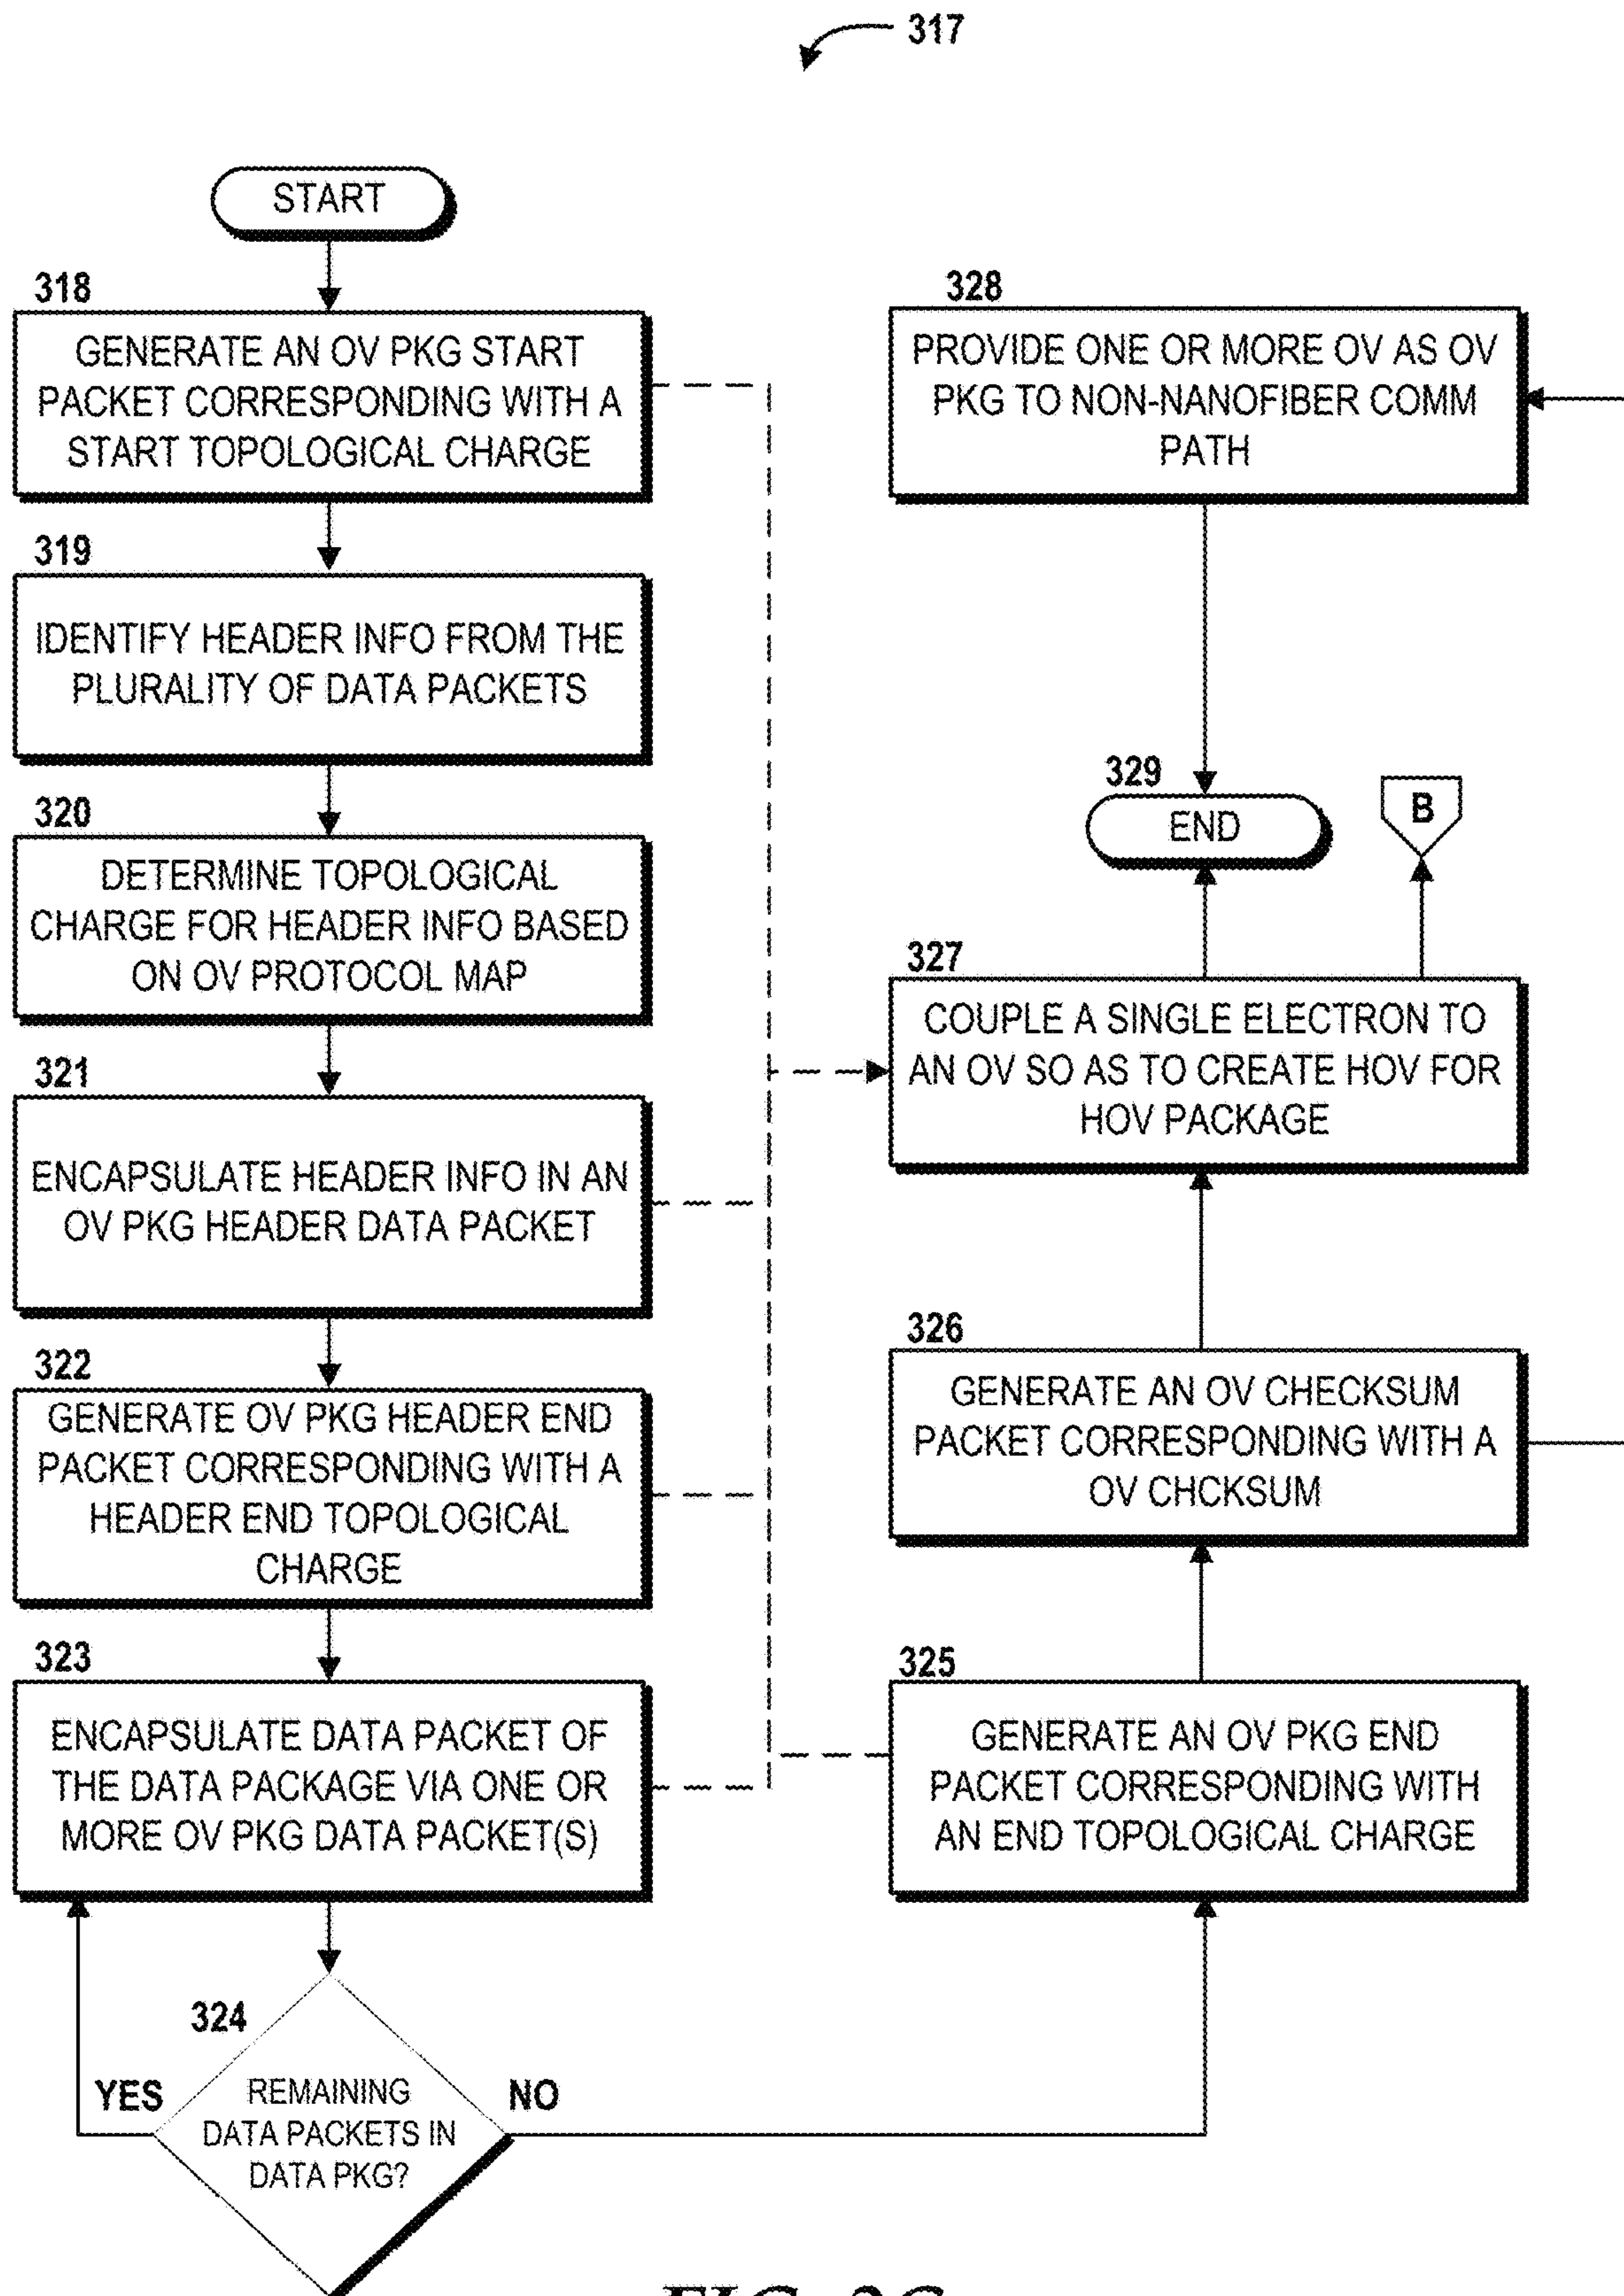 317
START
318
GENERATE AN OV PKG START
PACKET CORRESPONDING WITH A
START TOPOLOGICAL CHARGE
319
IDENTIFY HEADER INFO FROM THE
PLURALITY OF DATA PACKETS
320
DETERMINE TOPOLOGICAL
CHARGE FOR HEADER INFO BASED
ON OV PROTOCOL MAP
321
ENCAPSULATE HEADER INFO IN AN
OV PKG HEADER DATA PACKET
322
GENERATE OV PKG HEADER END
PACKET CORRESPONDING WITH A
HEADER END TOPOLOGICAL
CHARGE
323
ENCAPSULATE DATA PACKET OF
THE DATA PACKAGE VIA ONE OR
MORE OV PKG DATA PACKET(S)
324
YES
REMAINING
DATA PACKETS IN
DATA PKG?
NO
328
PROVIDE ONE OR MORE OV AS OV
PKG TO NON-NANOFIBER COMM
PATH
329
END
B
327
COUPLE A SINGLE ELECTRON TO
AN OV SO AS TO CREATE HOV FOR
HOV PACKAGE
326
GENERATE AN OV CHECKSUM
PACKET CORRESPONDING WITH A
OV CHCKSUM
325
GENERATE AN OV PKG END
PACKET CORRESPONDING WITH
AN END TOPOLOGICAL CHARGE